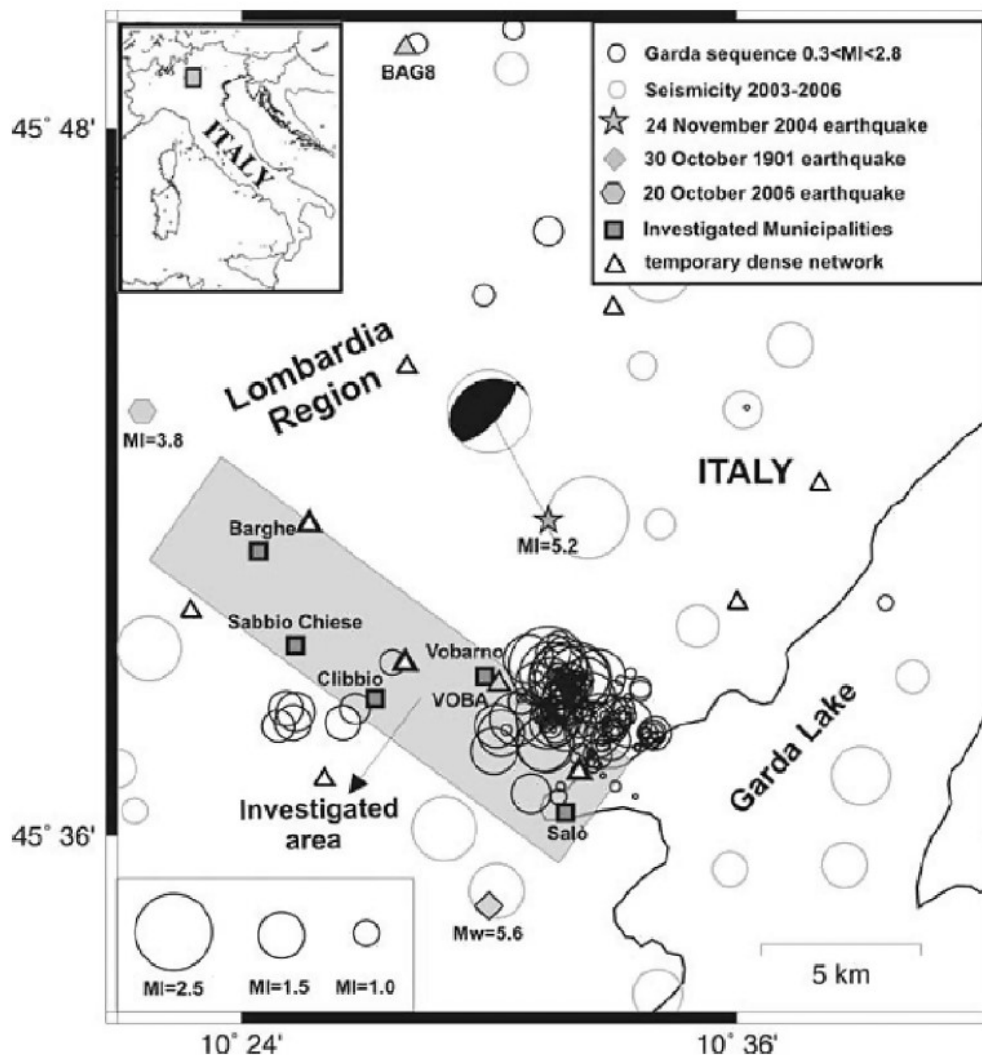 BAG8
ITALY
Garda sequence 0.3<Ml<2.8
Seismicity 2003-2006
24 November 2004 earthquake
30 October 1901 earthquake
20 October 2006 earthquake
Investigated Municipalities
temporary dense network
45° 48'
Lombardia
Region
Ml=3.8
ITALY
Ml=5.2
Barghe
Sabbio Chiese
Vobarno
Clibbio
VOBA
Garda Lake
Investigated
area
Salò
45° 36'
Mw=5.6
Ml=2.5
Ml=1.5
Ml=1.0
5 km
10° 24'
10° 36'